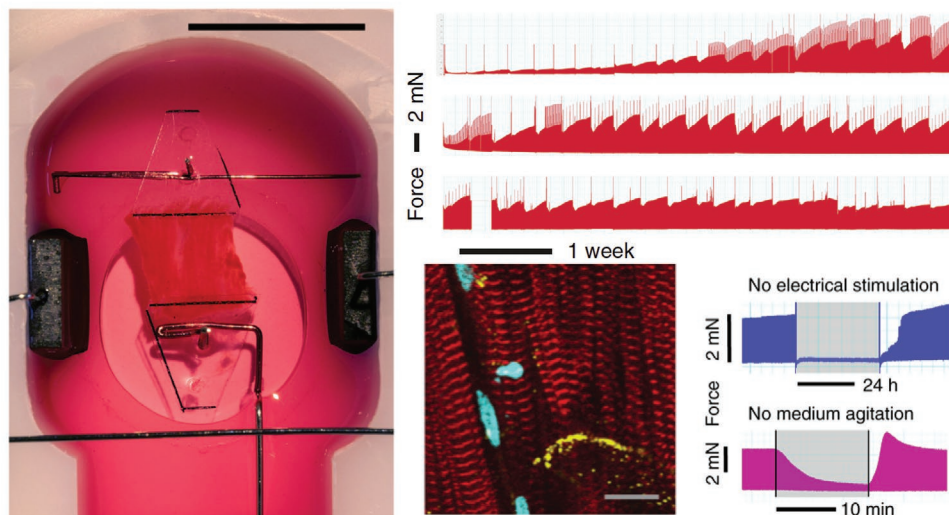 Force
2 mN
1 week
No electrical stimulation
Force
2 mN
24 h
No medium agitation
2 mN
10 min